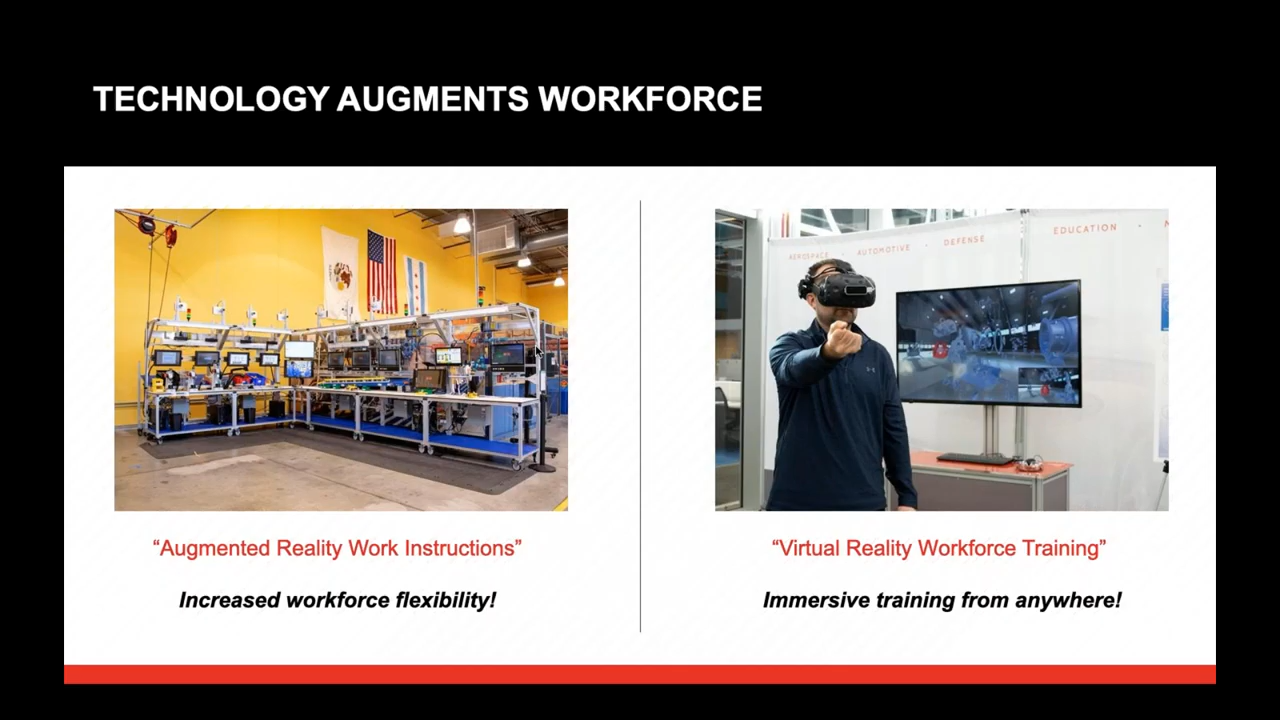 TECHNOLOGY AUGMENTS WORKFORCE
AEROSPACE · AUTOMOTIVE · DEFENSE
EDUCATION ·
“Augmented Reality Work Instructions”
“Virtual Reality Workforce Training”
Increased workforce flexibility!
Immersive training from anywhere!